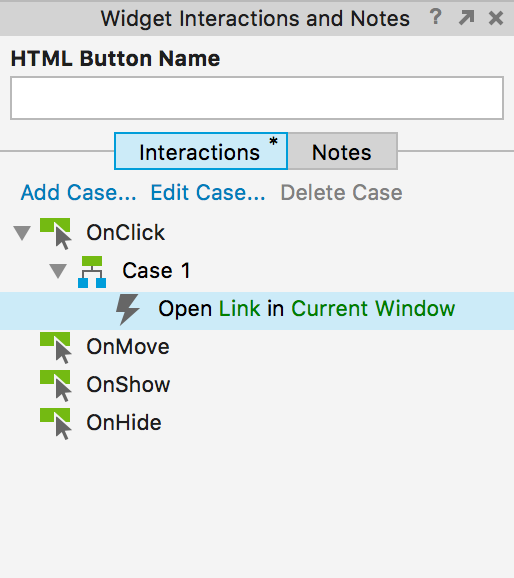 Widget Interactions and Notes ?
HTML Button Name
Interactions * Notes
Add Case... Edit Case... Delete Case
OnClick
Case 1
Open Link in Current Window
OnMove
OnShow
OnHide